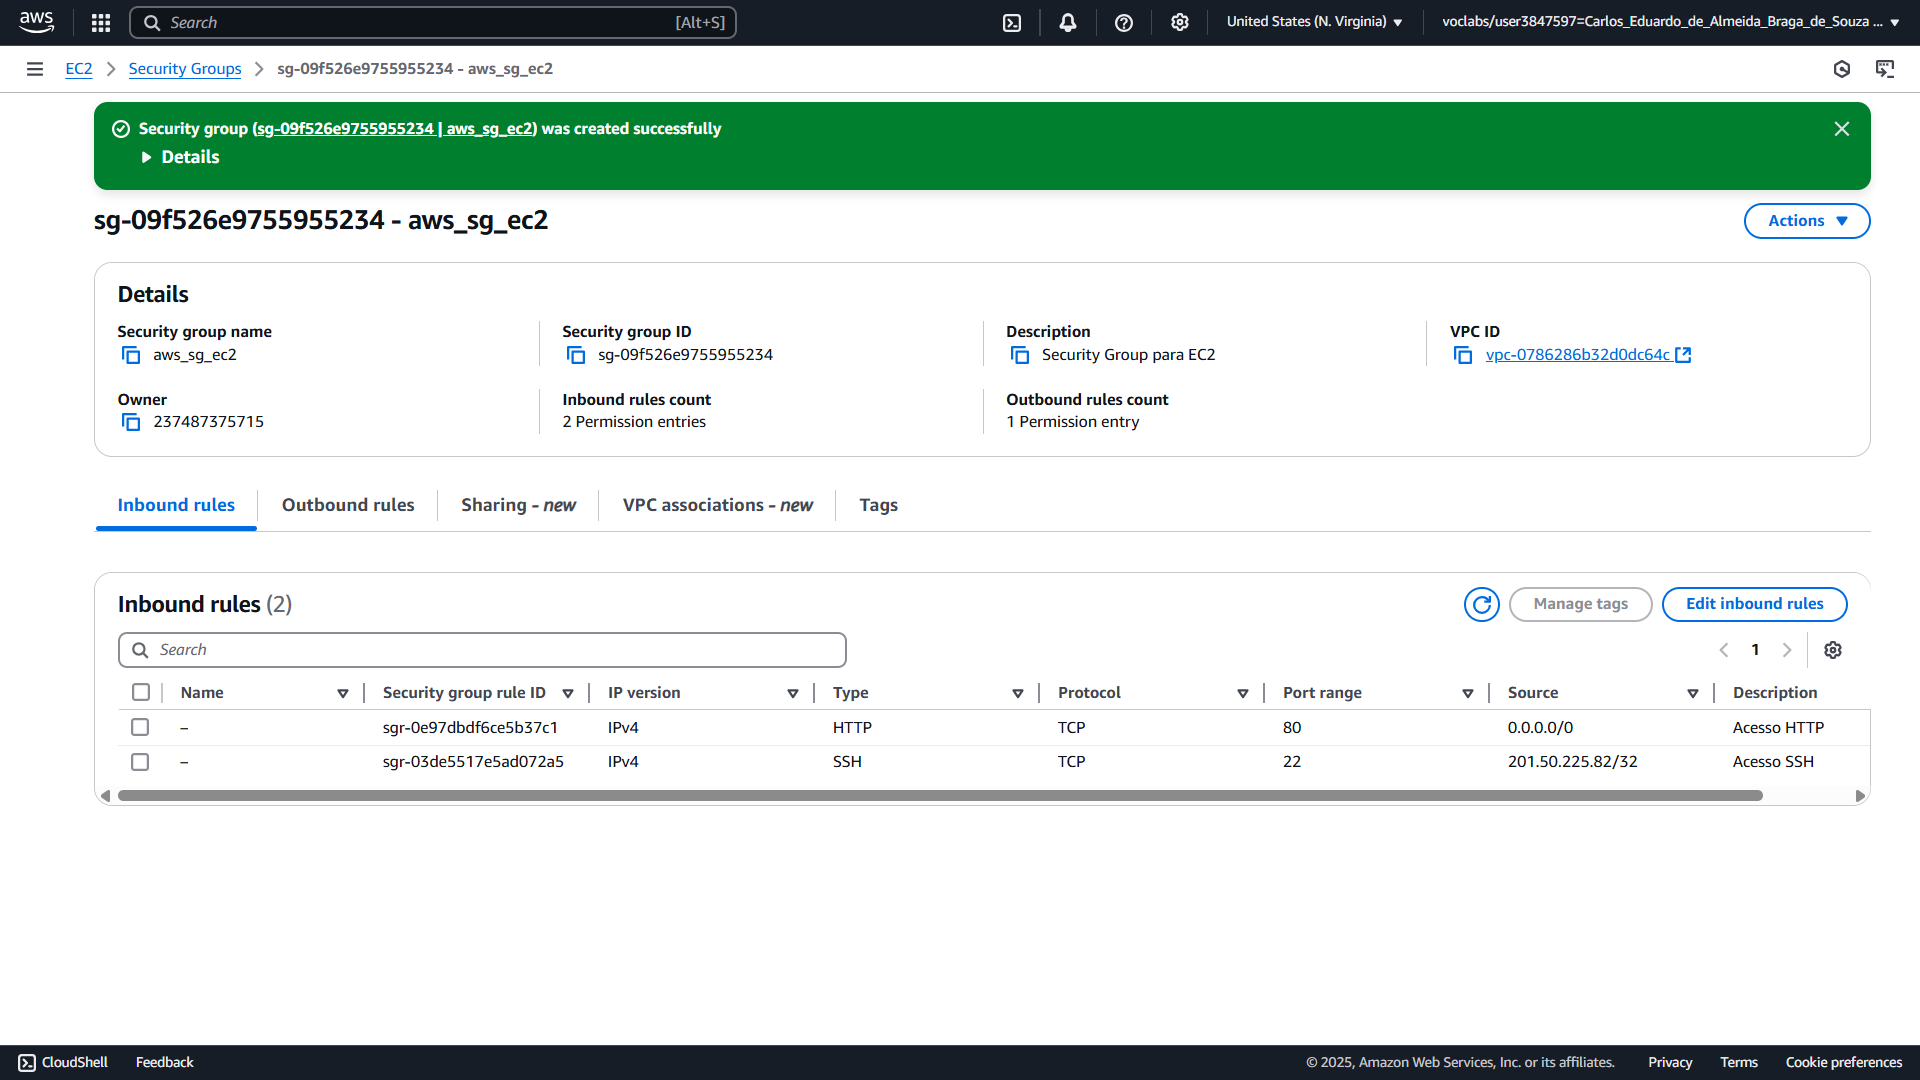 aws
Search [Alt+S]
United States (N. Virginia)
voclabs/user3847597=Carlos_Eduardo_de_Almeida_Braga_de_Souza ...
EC2 Security Groups sg-09f526e9755955234 - aws_sg_ec2
Security group (sg-09f526e9755955234 | aws_sg_ec2) was created successfully
Details
sg-09f526e9755955234 - aws_sg_ec2
Actions
Details
Security group name
aws_sg_ec2
Security group ID
sg-09f526e9755955234
Description
Security Group para EC2
VPC ID
vpc-0786286b32d0dc64c
Owner
237487375715
Inbound rules count
2 Permission entries
Outbound rules count
1 Permission entry
Inbound rules Outbound rules Sharing - new VPC associations - new Tags
Inbound rules (2)
Manage tags
Edit inbound rules
Search
1
Name Security group rule ID IP version Type Protocol Port range Source Description
– sgr-0e97dbdf6ce5b37c1 IPv4 HTTP TCP 80 0.0.0.0/0 Acesso HTTP
– sgr-03de5517e5ad072a5 IPv4 SSH TCP 22 201.50.225.82/32 Acesso SSH
CloudShell Feedback © 2025, Amazon Web Services, Inc. or its affiliates. Privacy Terms Cookie preferences